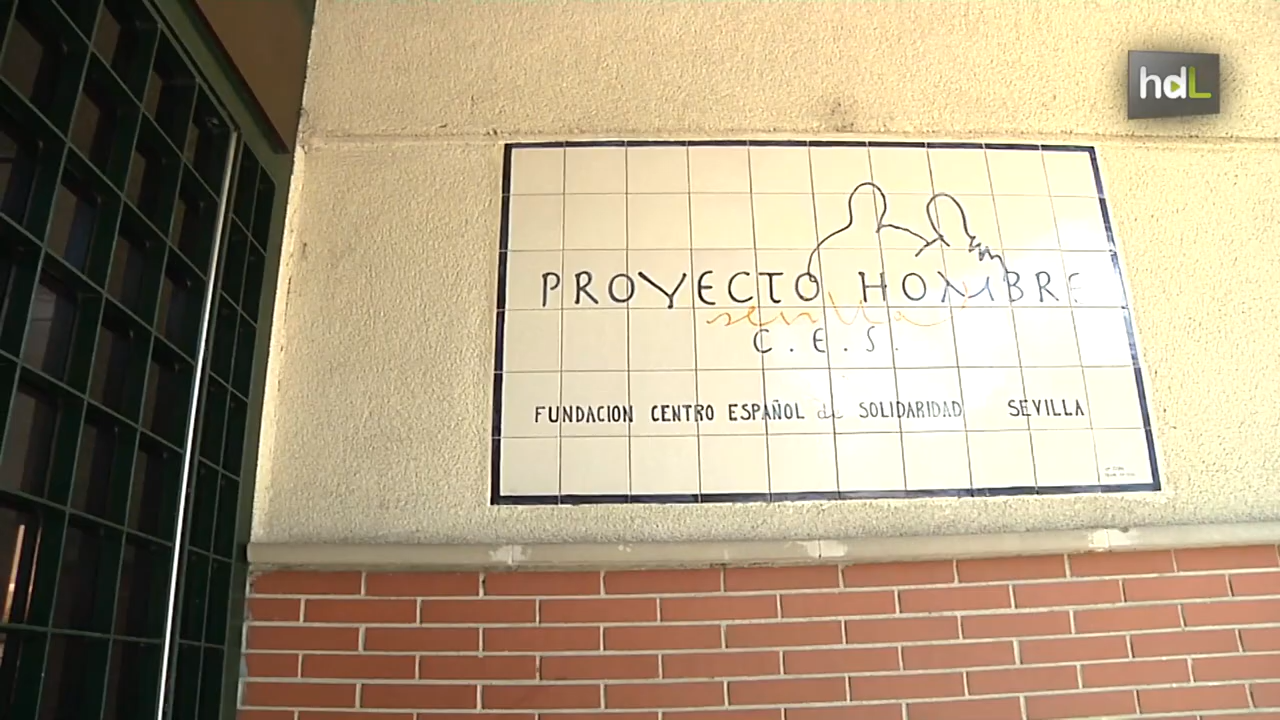 hdL
PROYECTO HOMBRE
sevilla
C. E. S.
FUNDACION CENTRO ESPAÑOL de SOLIDARIDAD SEVILLA